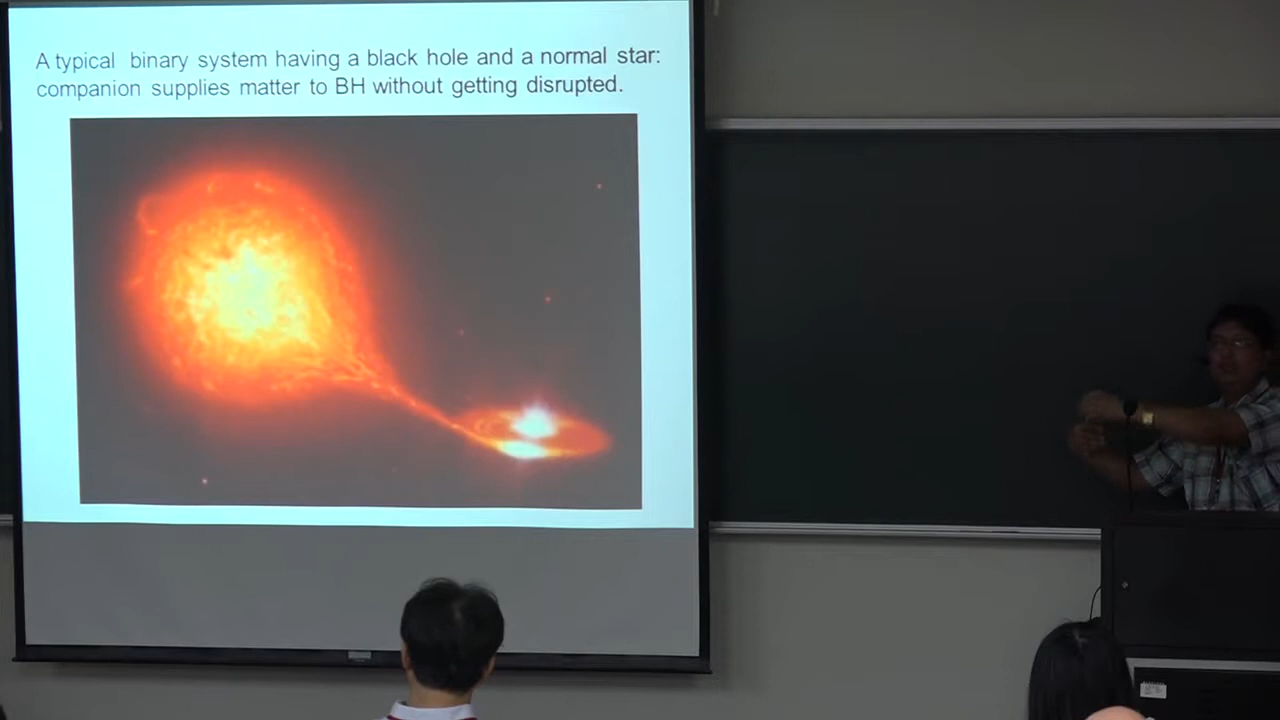 A typical binary system having a black hole and a normal star:
companion supplies matter to BH without getting disrupted.